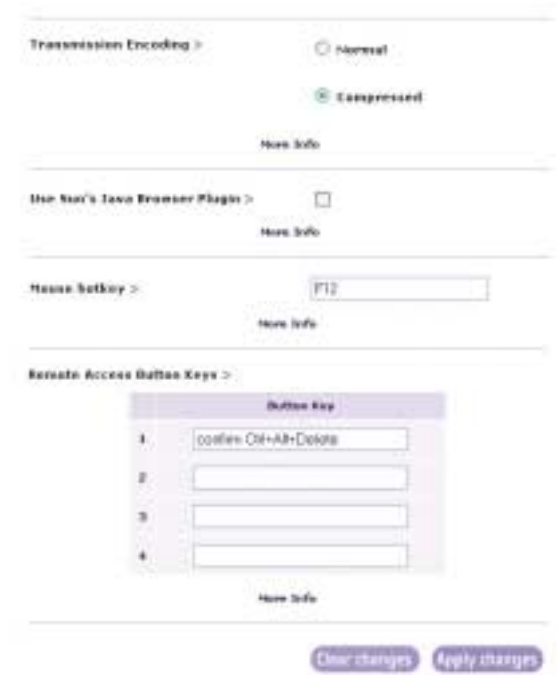 Transmission Encoding >
Normal
Compressed
More Info
Use Sun's Java Browser Plugin >
More Info
Mouse hotkey >
F12
More Info
Remote Access Button Keys >
Button Key
1
confirm Ctrl+Alt+Delete
2
3
4
More Info
Clear changes
Apply changes